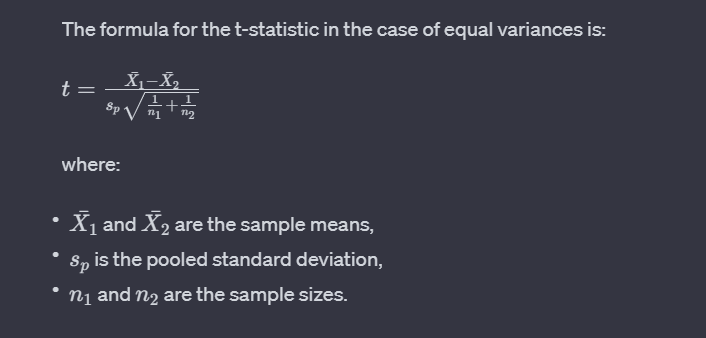 The formula for the t-statistic in the case of equal variances is:
t = \frac{\bar{X}_1 - \bar{X}_2}{s_p \sqrt{\frac{1}{n_1} + \frac{1}{n_2}}}
where:
• \bar{X}_1 and \bar{X}_2 are the sample means,
• s_p is the pooled standard deviation,
• n_1 and n_2 are the sample sizes.